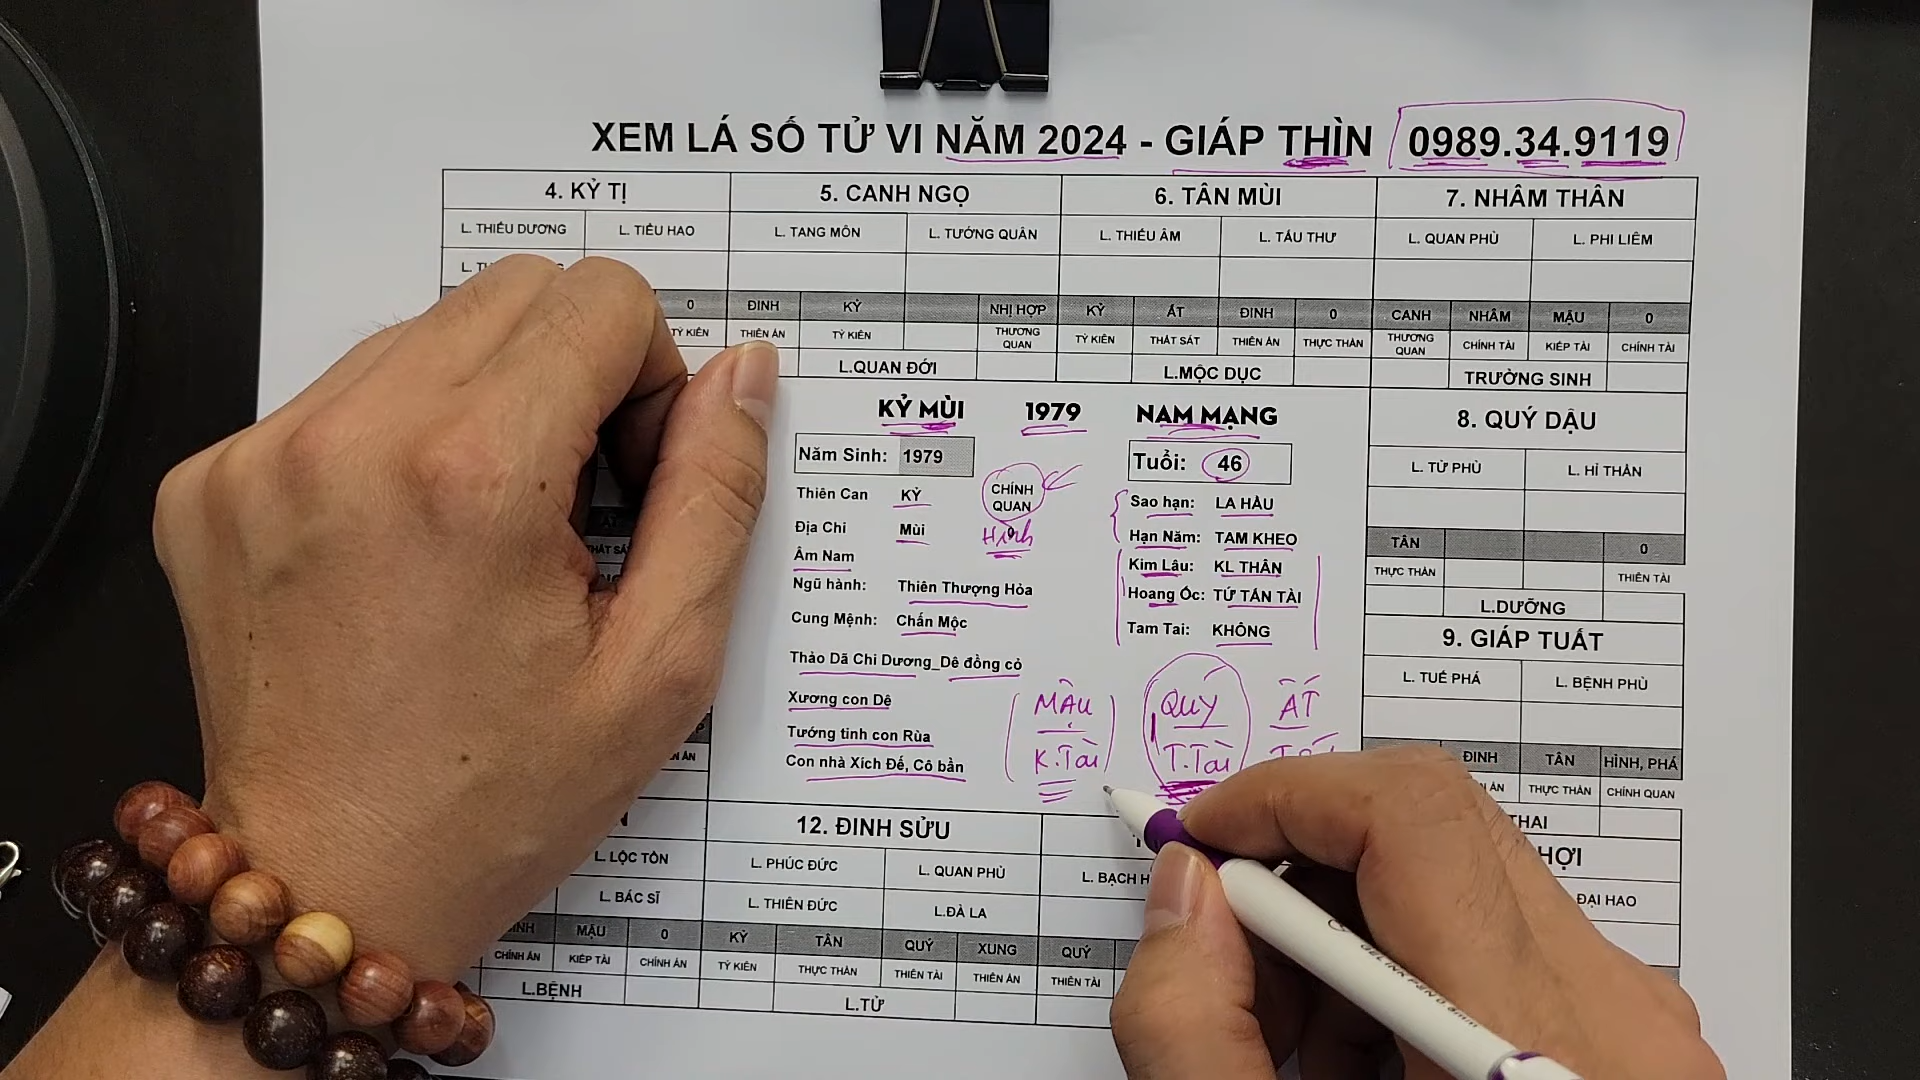 XEM LÁ SỐ TỬ VI NĂM 2024 - GIÁP THÌN 0989.34.9119
4. KỶ TỊ
5. CANH NGỌ
6. TÂN MÙI
7. NHÂM THÂN
L. THIẾU DƯƠNG
L. TIỂU HAO
L. TANG MÔN
L. TƯỚNG QUÂN
L. THIẾU ÂM
L. TẤU THƯ
L. QUAN PHÙ
L. PHI LIÊM
0
ĐINH
KỶ
NHỊ HỢP
KỶ
ẤT
ĐINH
0
CANH
NHÂM
MẬU
0
TỶ KIÊN
THIÊN ẤN
TỶ KIÊN
THƯƠNG QUAN
TỶ KIÊN
THẤT SÁT
THIÊN ẤN
THỰC THẦN
THƯƠNG QUAN
CHÍNH TÀI
KIẾP TÀI
CHÍNH TÀI
L.QUAN ĐỚI
L.MỘC DỤC
TRƯỜNG SINH
KỶ MÙI 1979 NAM MẠNG
Năm Sinh: 1979
Tuổi: 46
Thiên Can KỶ
CHÍNH QUAN
Địa Chi Mùi
Hình
Âm Nam
Ngũ hành: Thiên Thượng Hỏa
Cung Mệnh: Chấn Mộc
Thảo Dã Chi Dương_Dê đồng cỏ
Xương con Dê
Tướng tinh con Rùa
Con nhà Xích Đế, Cô bần
Sao hạn: LA HẦU
Hạn Năm: TAM KHEO
Kim Lâu: KL THÂN
Hoang Ốc: TỨ TẤN TÀI
Tam Tai: KHÔNG
MẬU QUÝ ẤT
K.Tài T.Tài
8. QUÝ DẬU
L. TỬ PHÙ
L. HỈ THẦN
TÂN
0
THỰC THẦN
THIÊN TÀI
L.DƯỠNG
9. GIÁP TUẤT
L. TUẾ PHÁ
L. BỆNH PHÙ
ĐINH
TÂN
HÌNH, PHÁ
THỰC THẦN
CHÍNH QUAN
THAI
HỢI
ĐẠI HAO
12. ĐINH SỬU
L. LỘC TỒN
L. PHÚC ĐỨC
L. QUAN PHÙ
L. BẠCH H
L. BÁC SĨ
L. THIÊN ĐỨC
L.ĐÀ LA
MẬU
0
KỶ
TÂN
QUÝ
XUNG
QUÝ
CHÍNH ẤN
KIẾP TÀI
CHÍNH ẤN
TỶ KIÊN
THỰC THẦN
THIÊN TÀI
THIÊN ẤN
THIÊN TÀI
L.BỆNH
L.TỬ
GEL INK PEN 0.6mm